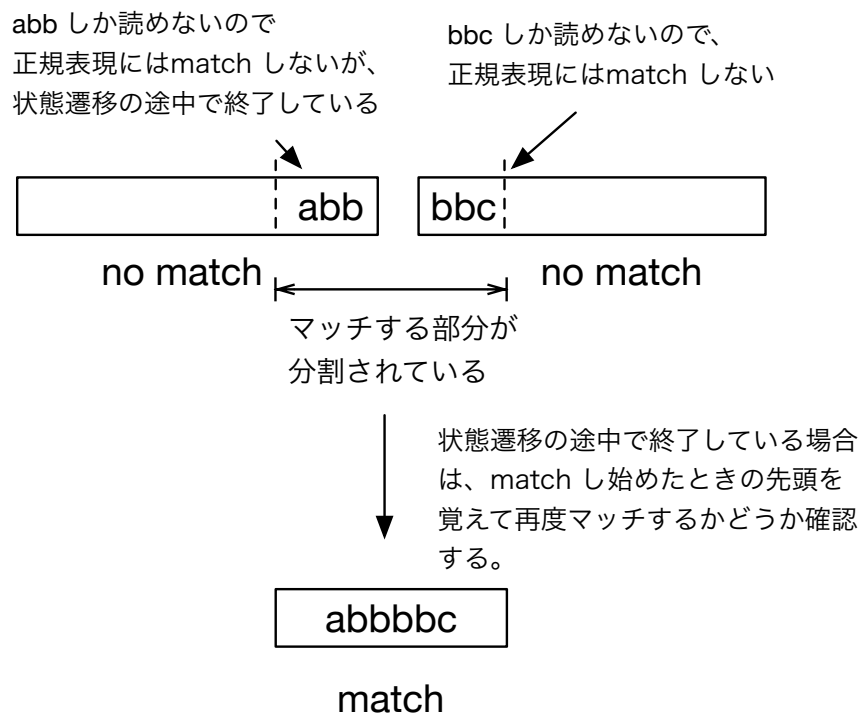 abb しか読めないので
正規表現にはmatch しないが、
状態遷移の途中で終了している
bbc しか読めないので、
正規表現にはmatch しない
abb
bbc
no match
no match
マッチする部分が
分割されている
状態遷移の途中で終了している場合
は、match し始めたときの先頭を
覚えて再度マッチするかどうか確認
する。
abbbbc
match